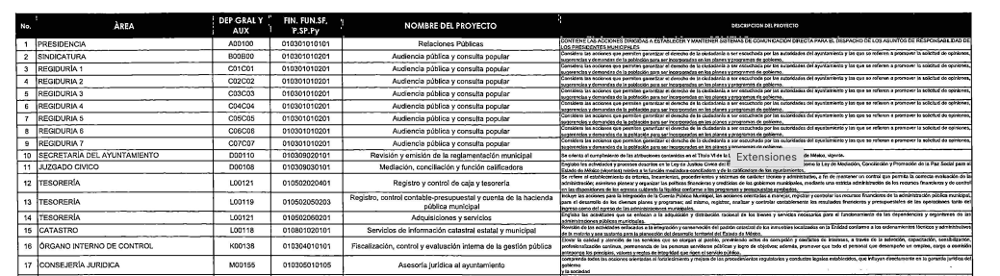 No. ÀREA DEP GRAL Y AUX FIN. FUN.SF, P.SP.Py NOMBRE DEL PROYECTO DESCRIPCION DEL PROYECTO
1 PRESIDENCIA A00100 010301010101 Relaciones Públicas CONTIENE LAS ACCIONES DIRIGIDAS A ESTABLECER Y MANTENER SISTEMAS DE COMUNICACION DIRECTA PARA EL DESPACHO DE LOS ASUNTOS DE RESPONSABILIDAD DE
LOS PRESIDENTES MUNICIPALES
2 SINDICATURA B00B00 010301010201 Audiencia pública y consulta popular Considera las acciones que permiten garantizar el derecho de la ciudadanía a ser escuchada por las autoridades del ayuntamiento y las que se refieren a promover la solicitud de opiniones,
sugerencias y demandas de la población para ser incorporadas en los planes y programas de gobierno.
3 REGIDURÍA 1 C01C01 010301010201 Audiencia pública y consulta popular Considera las acciones que permiten garantizar el derecho de la ciudadanía a ser escuchada por las autoridades del ayuntamiento y las que se refieren a promover la solicitud de opiniones,
sugerencias y demandas de la población para ser incorporadas en los planes y programas de gobierno.
4 REGIDURIA 2 C02C02 010301010201 Audiencia pública y consulta popular Considera las acciones que permiten garantizar el derecho de la ciudadanía a ser escuchada por las autoridades del ayuntamiento y las que se refieren a promover la solicitud de opiniones,
sugerencias y demandas de la población para ser incorporadas en los planes y programas de gobierno.
5 REGIDURIA 3 C03C03 010301010201 Audiencia pública y consulta popular Considera las acciones que permiten garantizar el derecho de la ciudadanía a ser escuchada por las autoridades del ayuntamiento y las que se refieren a promover la solicitud de opiniones,
sugerencias y demandas de la población para ser incorporadas en los planes y programas de gobierno.
6 REGIDURIA 4 C04C04 010301010201 Audiencia pública y consulta popular Considera las acciones que permiten garantizar el derecho de la ciudadanía a ser escuchada por las autoridades del ayuntamiento y las que se refieren a promover la solicitud de opiniones,
sugerencias y demandas de la población para ser incorporadas en los planes y programas de gobierno.
7 REGIDURIA 5 C05C05 010301010201 Audiencia pública y consulta popular Considera las acciones que permiten garantizar el derecho de la ciudadanía a ser escuchada por las autoridades del ayuntamiento y las que se refieren a promover la solicitud de opiniones,
sugerencias y demandas de la población para ser incorporadas en los planes y programas de gobierno.
8 REGIDURIA 6 C06C06 010301010201 Audiencia pública y consulta popular Considera las acciones que permiten garantizar el derecho de la ciudadanía a ser escuchada por las autoridades del ayuntamiento y las que se refieren a promover la solicitud de opiniones,
sugerencias y demandas de la población para ser incorporadas en los planes y programas de gobierno.
9 REGIDURIA 7 C07C07 010301010201 Audiencia pública y consulta popular Considera las acciones que permiten garantizar el derecho de la ciudadanía a ser escuchada por las autoridades del ayuntamiento y las que se refieren a promover la solicitud de opiniones,
sugerencias y demandas de la población para ser incorporadas en los planes y programas de gobierno.
10 SECRETARÍA DEL AYUNTAMIENTO D00110 010309020101 Revisión y emisión de la reglamentación municipal Se orienta al cumplimiento de las atribuciones contenidas en el Título VI de la Extensiones de México, vigente.
11 JUZGADO CIVICO D00108 010309030101 Mediación, conciliación y función calificadora Engloba las actividades y procesos descritos en la Ley de Justicia Cívica del como la Ley de Mediación, Conciliación y Promoción de la Paz Social para el
Estado de México (vigentes) relativo a la función mediadora-conciliadora y de la calificadora de los ayuntamientos.
12 TESORERÍA L00121 010502020401 Registro y control de caja y tesorería Se refiere al establecimiento de criterios, lineamientos, procedimientos y sistemas de carácter técnico y administrativo, a fin de mantener un control que permita la correcta evaluación de la
administración; asimismo planear y organizar las políticas financieras y crediticias de los gobiernos municipales, mediante una estricta administración de los recursos financieros y de control
en las disposiciones de los egresos cuidando la liquidez conforme a los programas y presupuestos aprobados.
13 TESORERÍA L00119 010502050203 Registro, control contable-presupuestal y cuenta de la hacienda pública municipal Incluye las acciones para la integración de la Cuenta Pública Municipal, las acciones orientadas a manejar, registrar y controlar los recursos financieros de la administración pública municipal,
para el desarrollo de los diversos planes y programas; así mismo, registrar, analizar y controlar contablemente los resultados financieros y presupuestales de las operaciones tanto del
ingreso como del egreso de las administraciones municipales.
14 TESORERÍA L00121 010502060201 Adquisiciones y servicios Engloba las actividades que se enfocan a la adquisición y distribución racional de los bienes y servicios necesarios para el funcionamiento de las dependencias y organismos de las
administraciones públicas municipales.
15 CATASTRO L00118 010801020101 Servicios de información catastral estatal y municipal Revisión de las actividades enfocadas a la integración y conservación del padrón catastral de los inmuebles localizados en la Entidad conforme a los ordenamientos técnicos y administrativos
de la materia y sea sustento para la planeación del desarrollo territorial del Estado de México.
16 ÓRGANO INTERNO DE CONTROL K00138 010304010101 Fiscalización, control y evaluación interna de la gestión pública Elevar la calidad y atención de los servicios que se otorgan al pueblo, previniendo actos de corrupción y conflictos de intereses, a través de la selección, capacitación, sensibilización,
profesionalización continua, permanencia de las personas servidoras públicas y logro de objetivos; además, promover que todo el personal que desempeñe un empleo, cargo o comisión
anteponga los principios, valores y reglas de integridad que rigen el servicio público.
17 CONSEJERÍA JURIDICA M00155 010305010105 Asesoría jurídica al ayuntamiento comprende todas las acciones orientadas al fortalecimiento y mejora de los procedimientos regulatorios y conductos legales establecidos, que influyan directamente en la garantía jurídica del
gobierno
y la sociedad